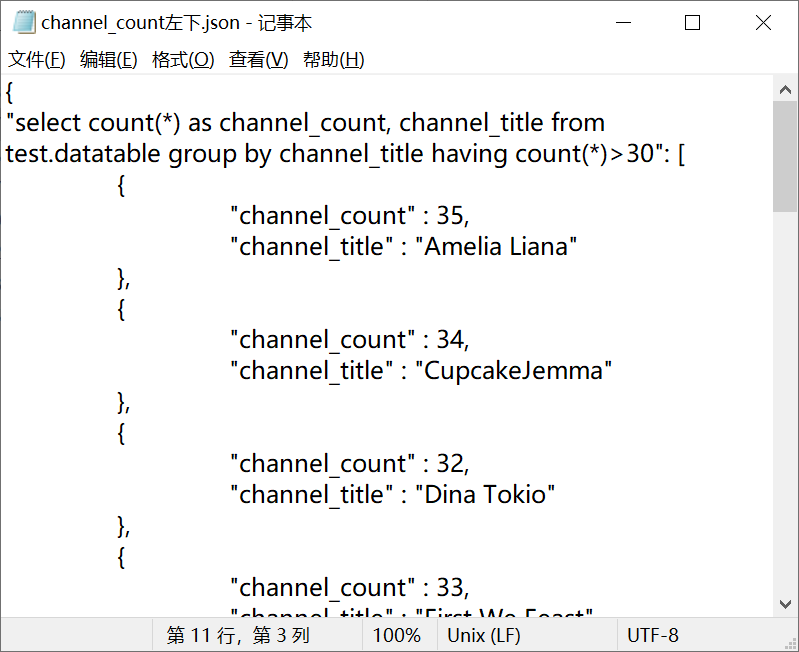 channel_count左下.json - 记事本
文件(F) 编辑(E) 格式(O) 查看(V) 帮助(H)
{
"select count(*) as channel_count, channel_title from
test.datatable group by channel_title having count(*)>30": [
{
"channel_count" : 35,
"channel_title" : "Amelia Liana"
},
{
"channel_count" : 34,
"channel_title" : "CupcakeJemma"
},
{
"channel_count" : 32,
"channel_title" : "Dina Tokio"
},
{
"channel_count" : 33,
"channel_title" : "First We Feast"
第 11 行，第 3 列 100% Unix (LF) UTF-8